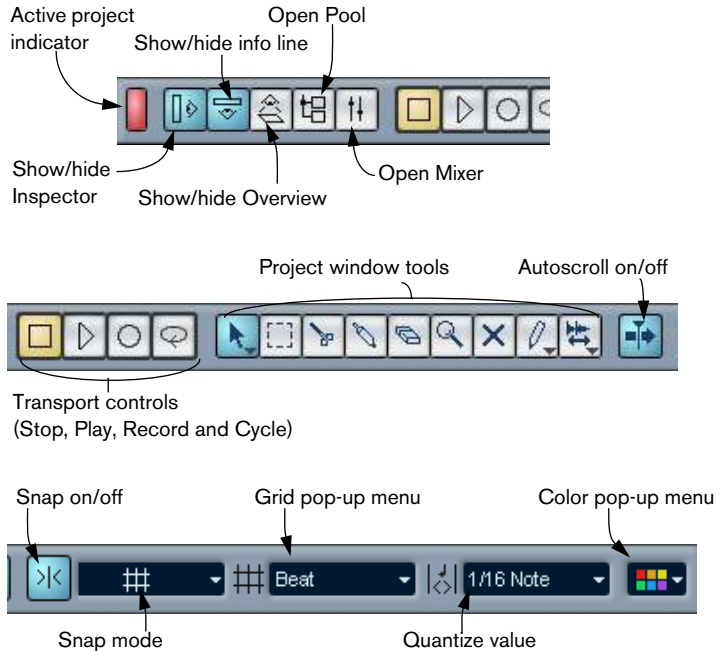 Active project
indicator
Show/hide info line
Open Pool
Show/hide
Inspector
Show/hide Overview
Open Mixer
Project window tools
Autoscroll on/off
Transport controls
(Stop, Play, Record and Cycle)
Snap on/off
Grid pop-up menu
Color pop-up menu
Beat
1/16 Note
Snap mode
Quantize value